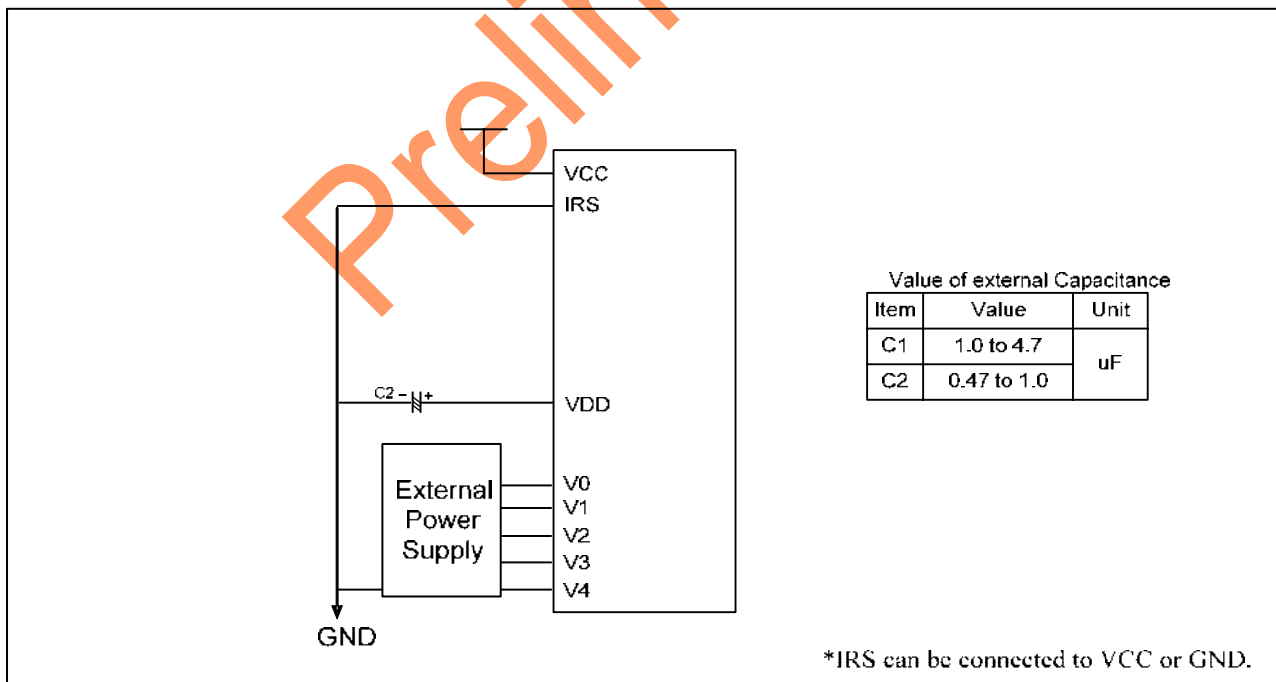 Prelim
VCC
IRS
C2 - +
VDD
External
Power
Supply
V0
V1
V2
V3
V4
GND
Value of external Capacitance
Item Value Unit
C1 1.0 to 4.7 uF
C2 0.47 to 1.0
*IRS can be connected to VCC or GND.